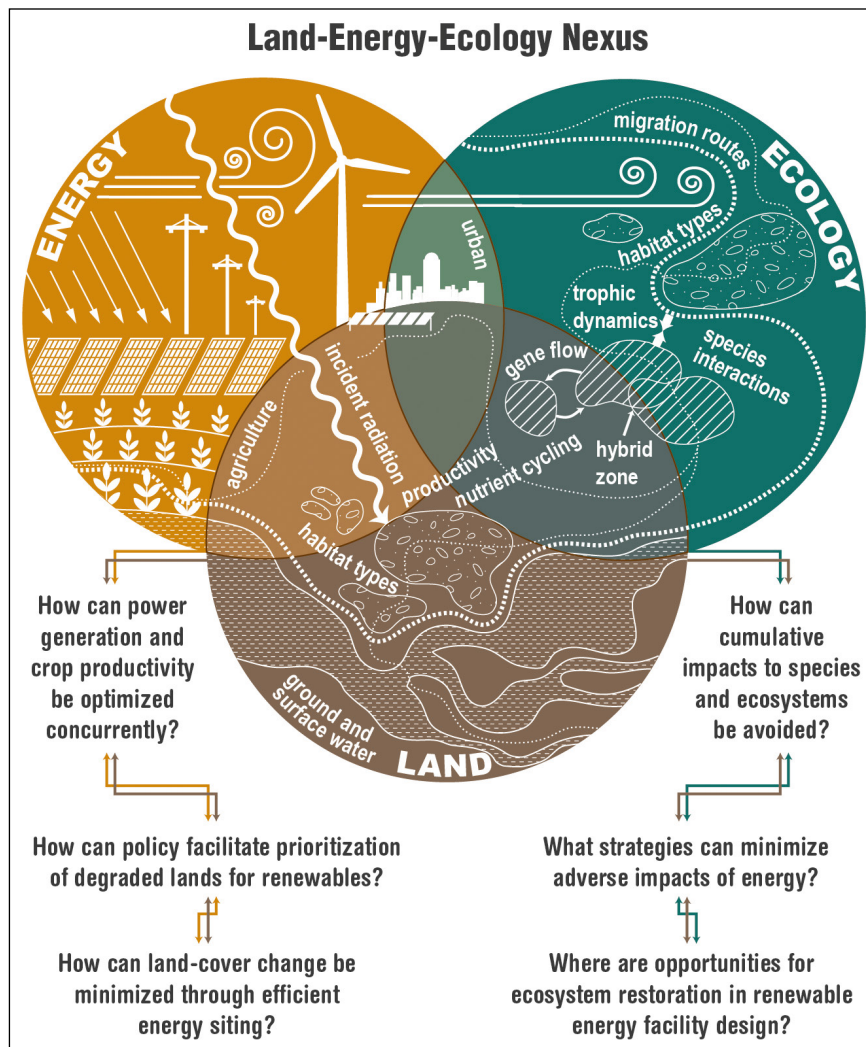 Land-Energy-Ecology Nexus
ENERGY
ECOLOGY
migration routes
habitat types
urban
trophic
dynamics
species
interactions
gene flow
hybrid
zone
incident radiation
agriculture
productivity
nutrient cycling
habitat types
ground and
surface water
LAND
How can power
generation and
crop productivity
be optimized
concurrently?
How can
cumulative
impacts to species
and ecosystems
be avoided?
How can policy facilitate prioritization
of degraded lands for renewables?
What strategies can minimize
adverse impacts of energy?
How can land-cover change be
minimized through efficient
energy siting?
Where are opportunities for
ecosystem restoration in renewable
energy facility design?